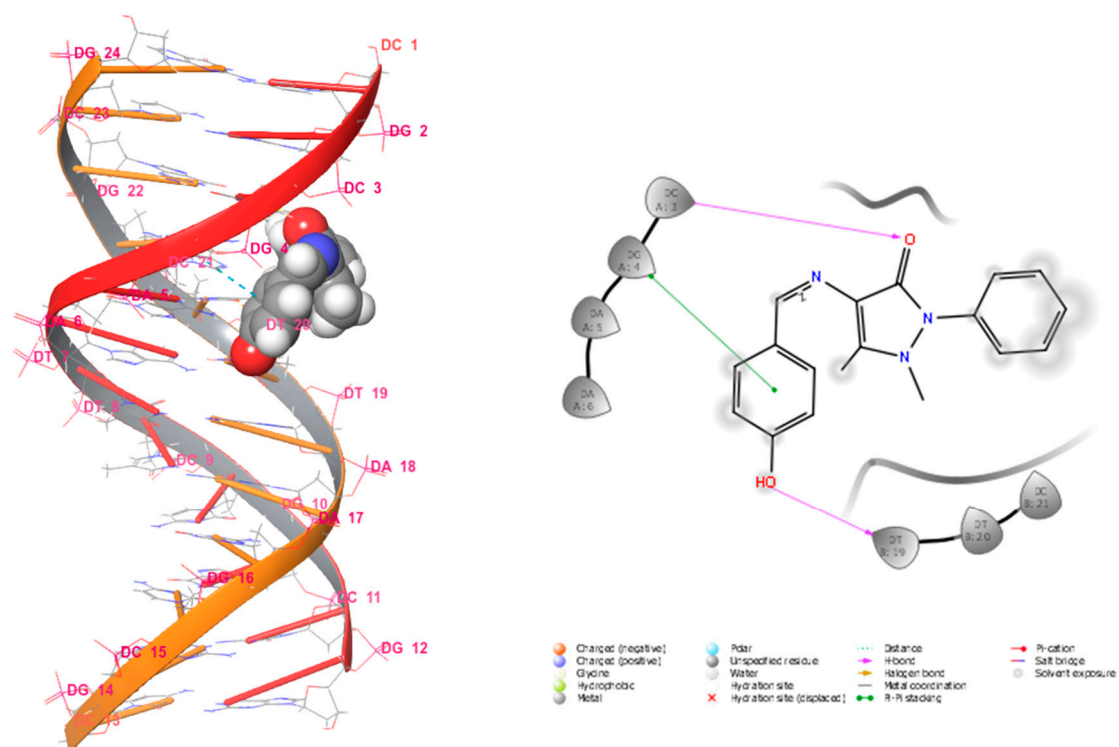 DC 1
DG 24
DC 23
DG 2
DG 22
DC 3
DG 4
DC 21
DA 5
DA 6
DT 20
DT 7
DT 19
DT 8
DC 9
DA 18
DG 10
DA 17
DG 16
DC 11
DC 15
DG 12
DG 14
DC 13
DC
A:3
O
DG
A:4
N
DA
A:5
N
N
DA
A:6
HO
DC
B:21
DT
B:20
DT
B:19
Charged (negative)
Charged (positive)
Glycine
Hydrophobic
Metal
Polar
Unspecified residue
Water
Hydration site
Hydration site (displaced)
Distance
H-bond
Halogen bond
Metal coordination
Pi-Pi stacking
Pi-cation
Salt bridge
Solvent exposure